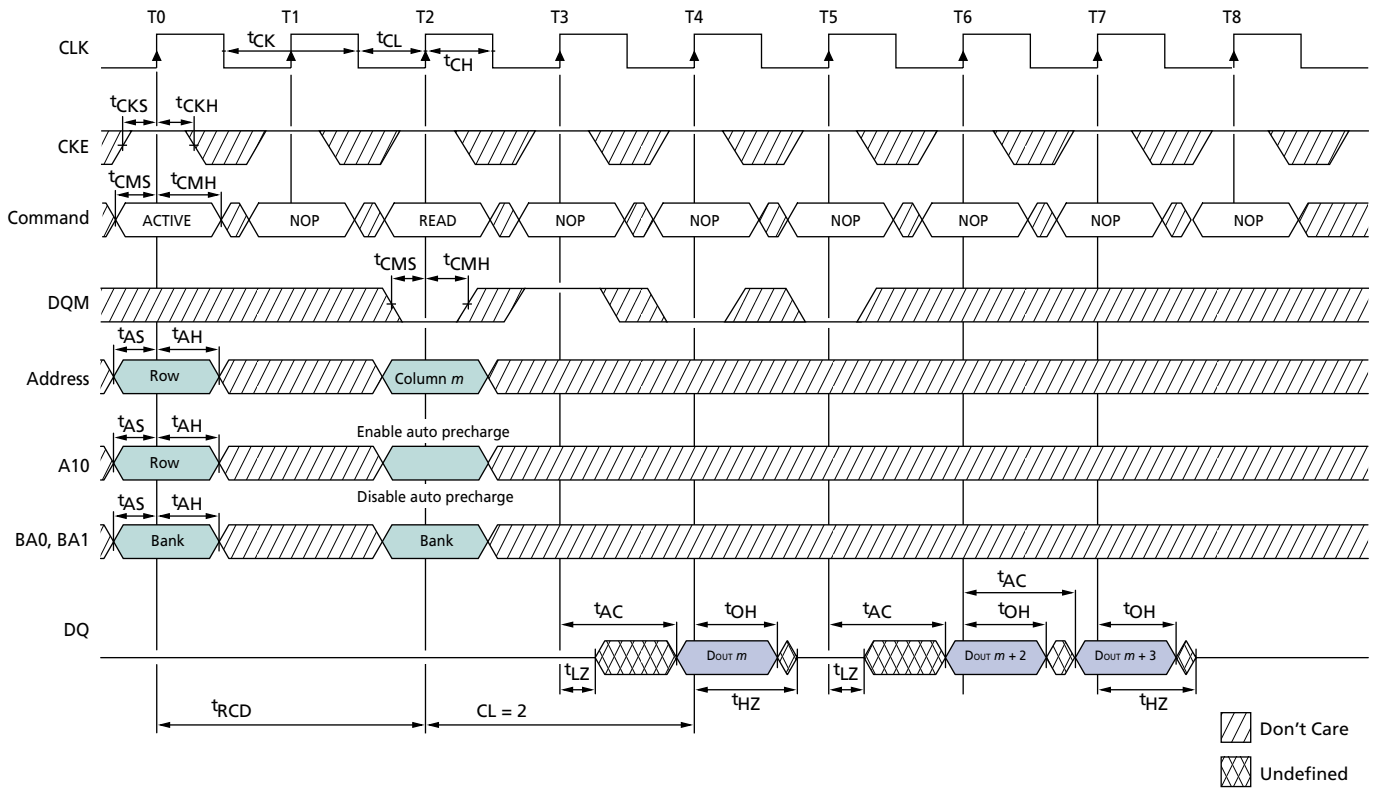 T0 T1 T2 T3 T4 T5 T6 T7 T8
CLK
tCK tCL
tCH
tCKS tCKH
CKE
tCMS tCMH
Command ACTIVE NOP READ NOP NOP NOP NOP NOP NOP
tCMS tCMH
DQM
tAS tAH
Address Row Column m
tAS tAH Enable auto precharge
A10 Row
Disable auto precharge
tAS tAH
BA0, BA1 Bank Bank
tAC
tAC tOH tAC tOH tOH
DQ
DOUT m DOUT m + 2 DOUT m + 3
tLZ tLZ
tHZ tHZ
tRCD CL = 2
Don't Care
Undefined